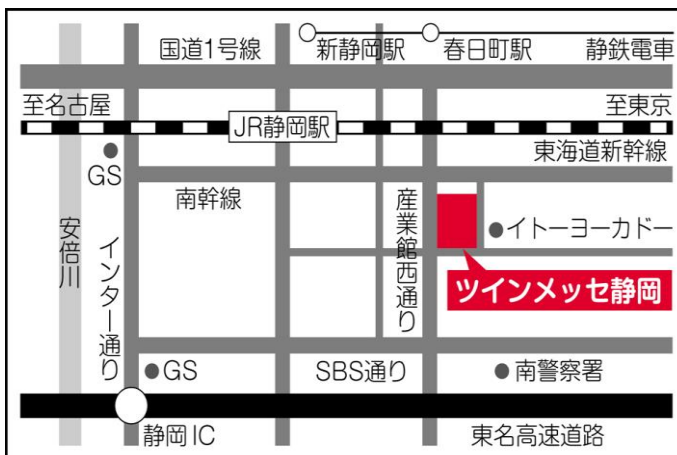 国道1号線
新静岡駅
春日町駅
静鉄電車
至名古屋
至東京
JR静岡駅
東海道新幹線
GS
南幹線
安倍川
インター通り
産業館西通り
イトーヨーカドー
ツインメッセ静岡
GS
SBS通り
南警察署
静岡IC
東名高速道路